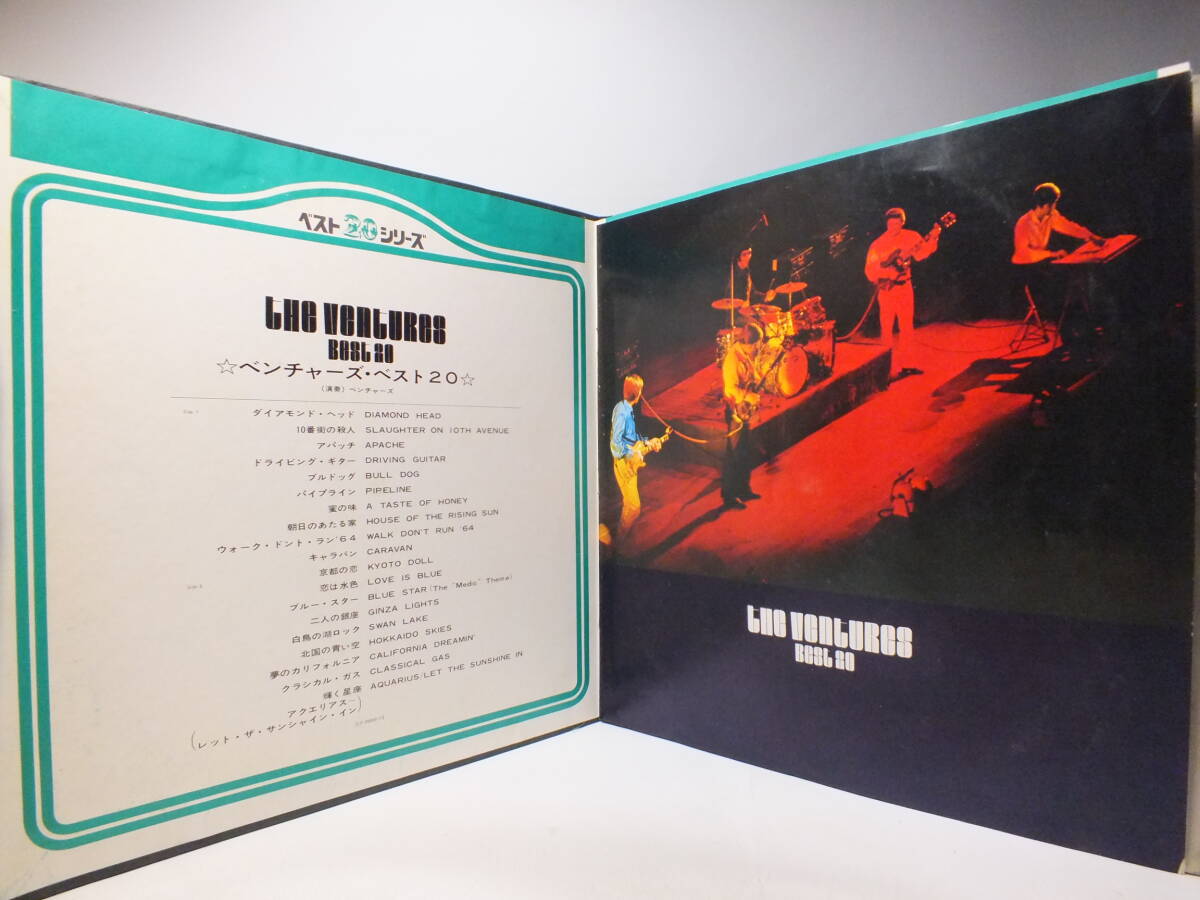 ベスト20シリーズ
the ventures
Best 20
☆ベンチャーズ・ベスト20☆
(演奏) ベンチャーズ
Side 1
ダイアモンド・ヘッド DIAMOND HEAD
10番街の殺人 SLAUGHTER ON 10TH AVENUE
アパッチ APACHE
ドライビング・ギター DRIVING GUITAR
ブルドッグ BULL DOG
パイプライン PIPELINE
蜜の味 A TASTE OF HONEY
朝日のあたる家 HOUSE OF THE RISING SUN
ウォーク・ドント・ラン'64 WALK DON'T RUN '64
キャラバン CARAVAN
京都の恋 KYOTO DOLL
恋は水色 LOVE IS BLUE
ブルー・スター BLUE STAR (The "Medic" Theme)
二人の銀座 GINZA LIGHTS
白鳥の湖ロック SWAN LAKE
北国の青い空 HOKKAIDO SKIES
夢のカリフォルニア CALIFORNIA DREAMIN'
クラシカル・ガス CLASSICAL GAS
輝く星座 AQUARIUS/LET THE SUNSHINE IN
アクエリアス
(レット・ザ・サンシャイン・イン)
the ventures
Best 20